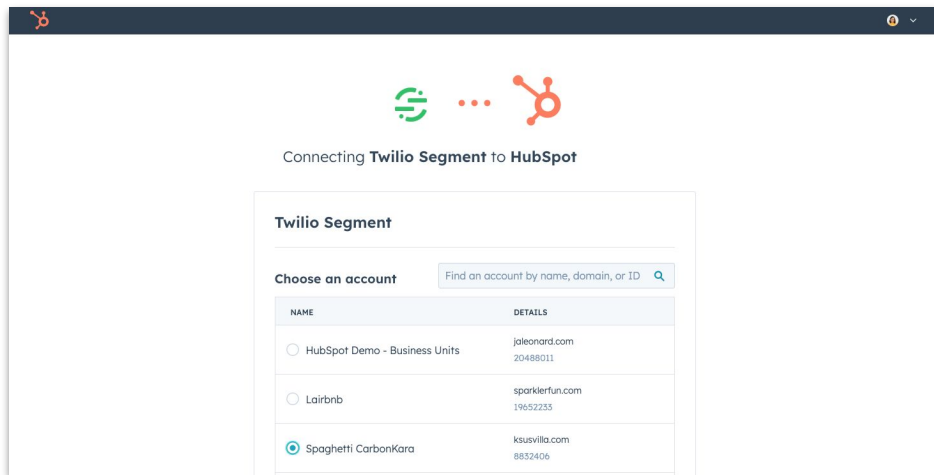 Connecting Twilio Segment to HubSpot
Twilio Segment
Choose an account
Find an account by name, domain, or ID
NAME DETAILS
HubSpot Demo - Business Units jaleonard.com
20488011
Lairbnb sparklerfun.com
19652233
Spaghetti CarbonKara ksusvilla.com
8832406